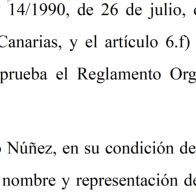 14/1990, de 26 de julio,
Canarias, y el artículo 6.f)
prueba el Reglamento Org
Núñez, en su condición de
nombre y representación de